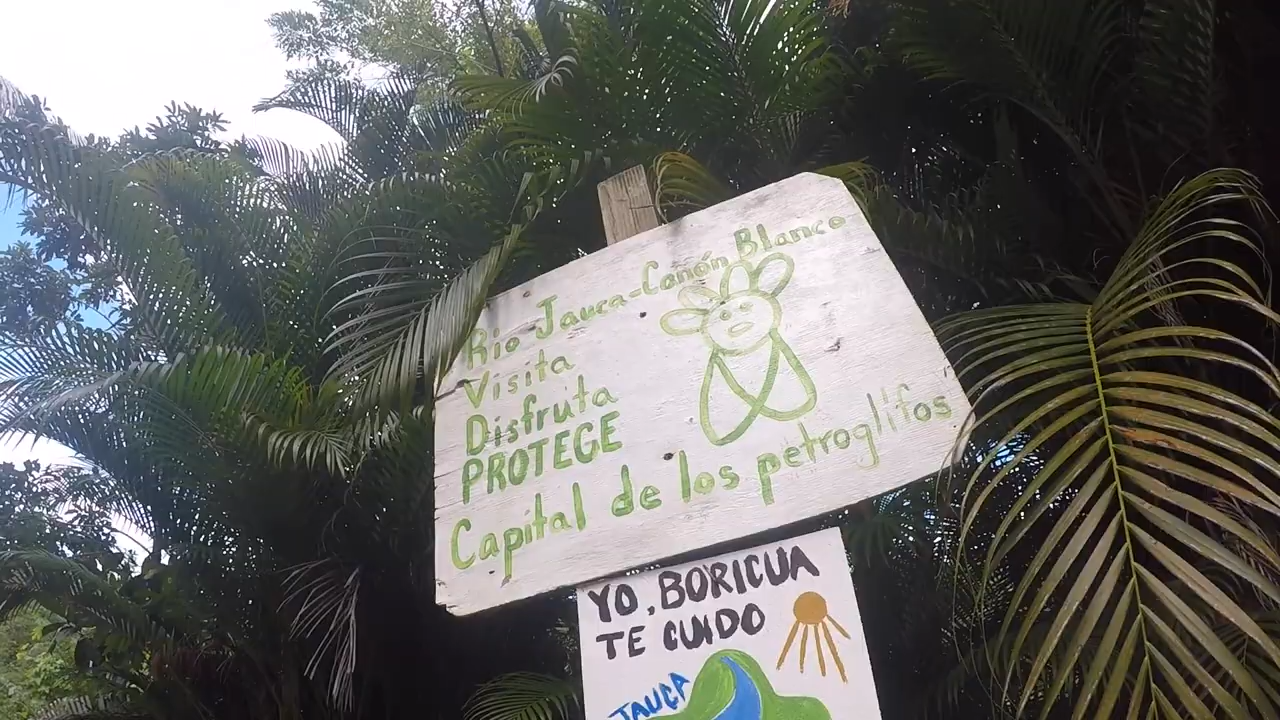 Rio Jauca-Cañón Blanco
Visita
Disfruta
PROTEGE
Capital de los petroglifos
YO, BORICUA
TE CUIDO
JAUCA